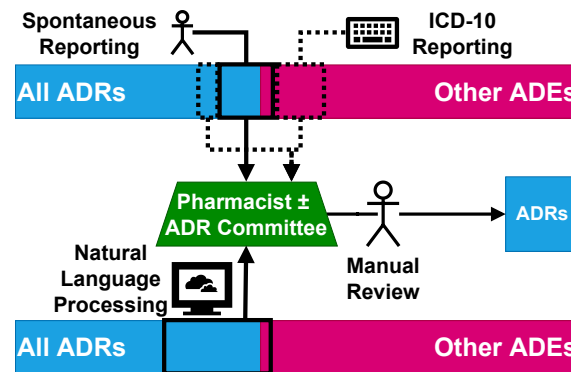 Spontaneous
Reporting
ICD-10
Reporting
All ADRs
Other ADEs
Pharmacist ±
ADR Committee
ADRs
Natural
Language
Processing
Manual
Review
All ADRs
Other ADEs